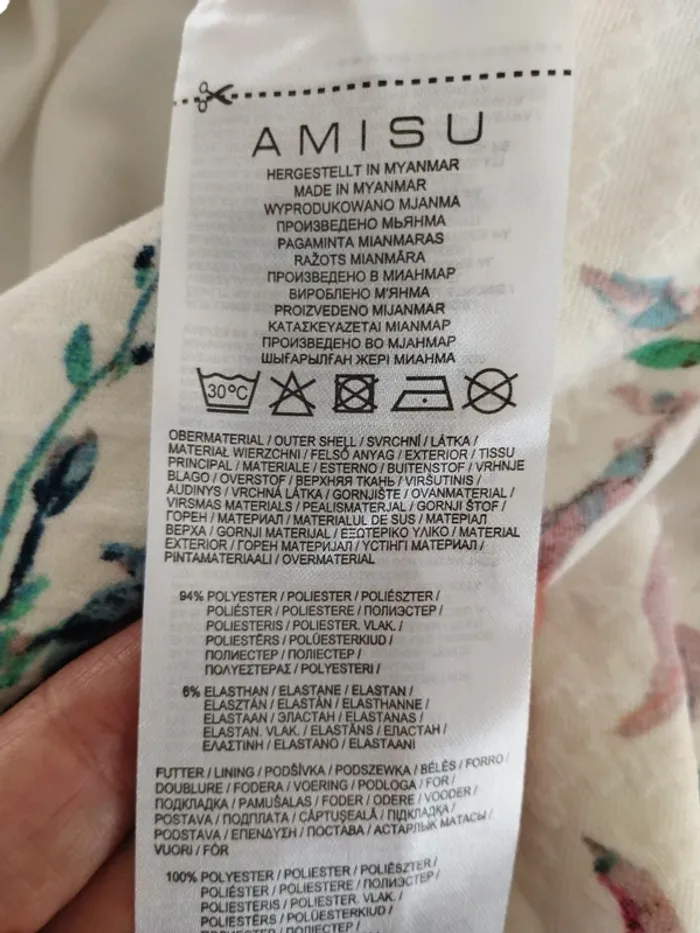 AMISU
HERGESTELLT IN MYANMAR
MADE IN MYANMAR
WYPRODUKOWANO MJANMA
ПРОИЗВЕДЕНО МЬЯНМА
PAGAMINTA MIANMARAS
RAŽOTS MIANMĀRA
ПРОИЗВЕДЕНО В МИАНМАР
ВИРОБЛЕНО М'ЯНМА
PROIZVEDENO MIJANMAR
ΚΑΤΑΣΚΕΥΑΖΕΤΑΙ ΜΙΑΝΜΑΡ
ПРОИЗВЕДЕНО ВО МЈАНМАР
ШЫҒАРЫЛҒАН ЖЕРІ МИАНМА
30°C
OBERMATERIAL / OUTER SHELL / SVRCHNÍ / LÁTKA /
MATERIAŁ WIERZCHNI / FELSŐ ANYAG / EXTERIOR / TISSU
PRINCIPAL / MATERIALE / ESTERNO / BUITENSTOF / VRHNJE
BLAGO / OVERSTOF / ВЕРХНЯЯ ТКАНЬ / VIRŠUTINIS /
AUDINYS / VRCHNÁ LÁTKA / GORNJIŠTE / OVANMATERIAL /
VIRSMAS MATERIALS / PEALISMATERJAL / GORNJI ŠTOF /
ГОРЕН / МАТЕРИАЛ / MATERIALUL DE SUS / МАТЕРІАЛ
ВЕРХА / GORNJI MATERIJAL / ΕΞΩΤΕΡΙΚΟ ΥΛΙΚΟ / MATERIAL
EXTERIOR / ГОРЕН МАТЕРИЈАЛ / ҮСТІҢГІ МАТЕРИАЛ /
PINTAMATERIAALI / OVERMATERIAL
94% POLYESTER / POLIESTER / POLIÉSZTER /
POLIÉSTER / POLIESTERE / ПОЛИЭСТЕР /
POLIESTERIS / POLIESTER. VLAK. /
POLIESTĒRS / POLÜESTERKIUD /
ПОЛИЕСТЕР / ПОЛІЕСТЕР /
ΠΟΛΥΕΣΤΕΡΑΣ / POLYESTERI /
6% ELASTHAN / ELASTANE / ELASTAN /
ELASZTÁN / ELASTÁN / ELASTHANNE /
ELASTAAN / ЭЛАСТАН / ELASTANAS /
ELASTAN. VLAK. / ELASTĀNS / ЕЛАСТАН /
ΕΛΑΣΤΙΝΗ / ELASTANO / ELASTAANI
FUTTER / LINING / PODŠÍVKA / PODSZEWKA / BÉLÉS / FORRO /
DOUBLURE / FODERA / VOERING / PODLOGA / FOR /
ПОДКЛАДКА / PAMUŠALAS / FODER / ODERE / VOODER /
POSTAVA / ПОДПЛАТА / CĂPTUŞEALĂ / ПІДКЛАДКА /
PODSTAVA / ΕΠΕΝΔΥΣΗ / ПОСТАВА / АСТАРЛЫҚ МАТАСЫ /
VUORI / FÔR
100% POLYESTER / POLIESTER / POLIÉSZTER /
POLIÉSTER / POLIESTERE / ПОЛИЭСТЕР /
POLIESTERIS / POLIESTER. VLAK. /
POLIESTĒRS / POLÜESTERKIUD /
ПОЛИЕСТЕР / ПОЛІЕСТЕР /